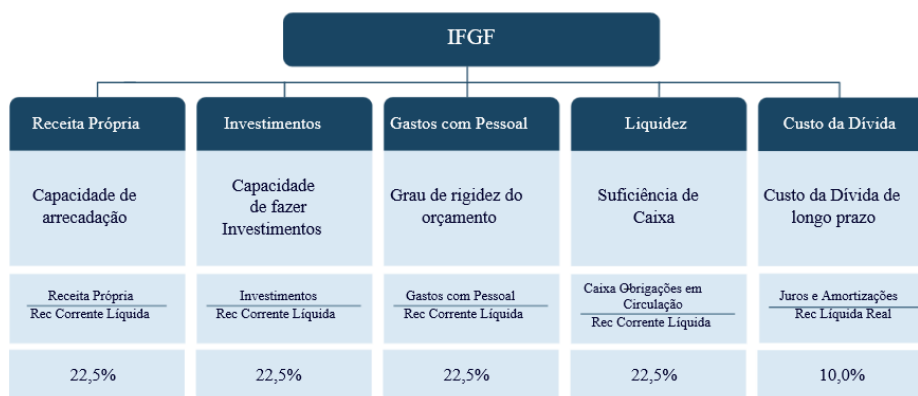 IFGF
Receita Própria
Investimentos
Gastos com Pessoal
Liquidez
Custo da Dívida
Capacidade de
arrecadação
Capacidade
de fazer
Investimentos
Grau de rigidez do
orçamento
Suficiência de
Caixa
Custo da Dívida de
longo prazo
Receita Própria
Rec Corrente Líquida
Investimentos
Rec Corrente Líquida
Gastos com Pessoal
Rec Corrente Líquida
Caixa - Obrigações em
Circulação
Rec Corrente Líquida
Juros e Amortizações
Rec Líquida Real
22,5%
22,5%
22,5%
22,5%
10,0%